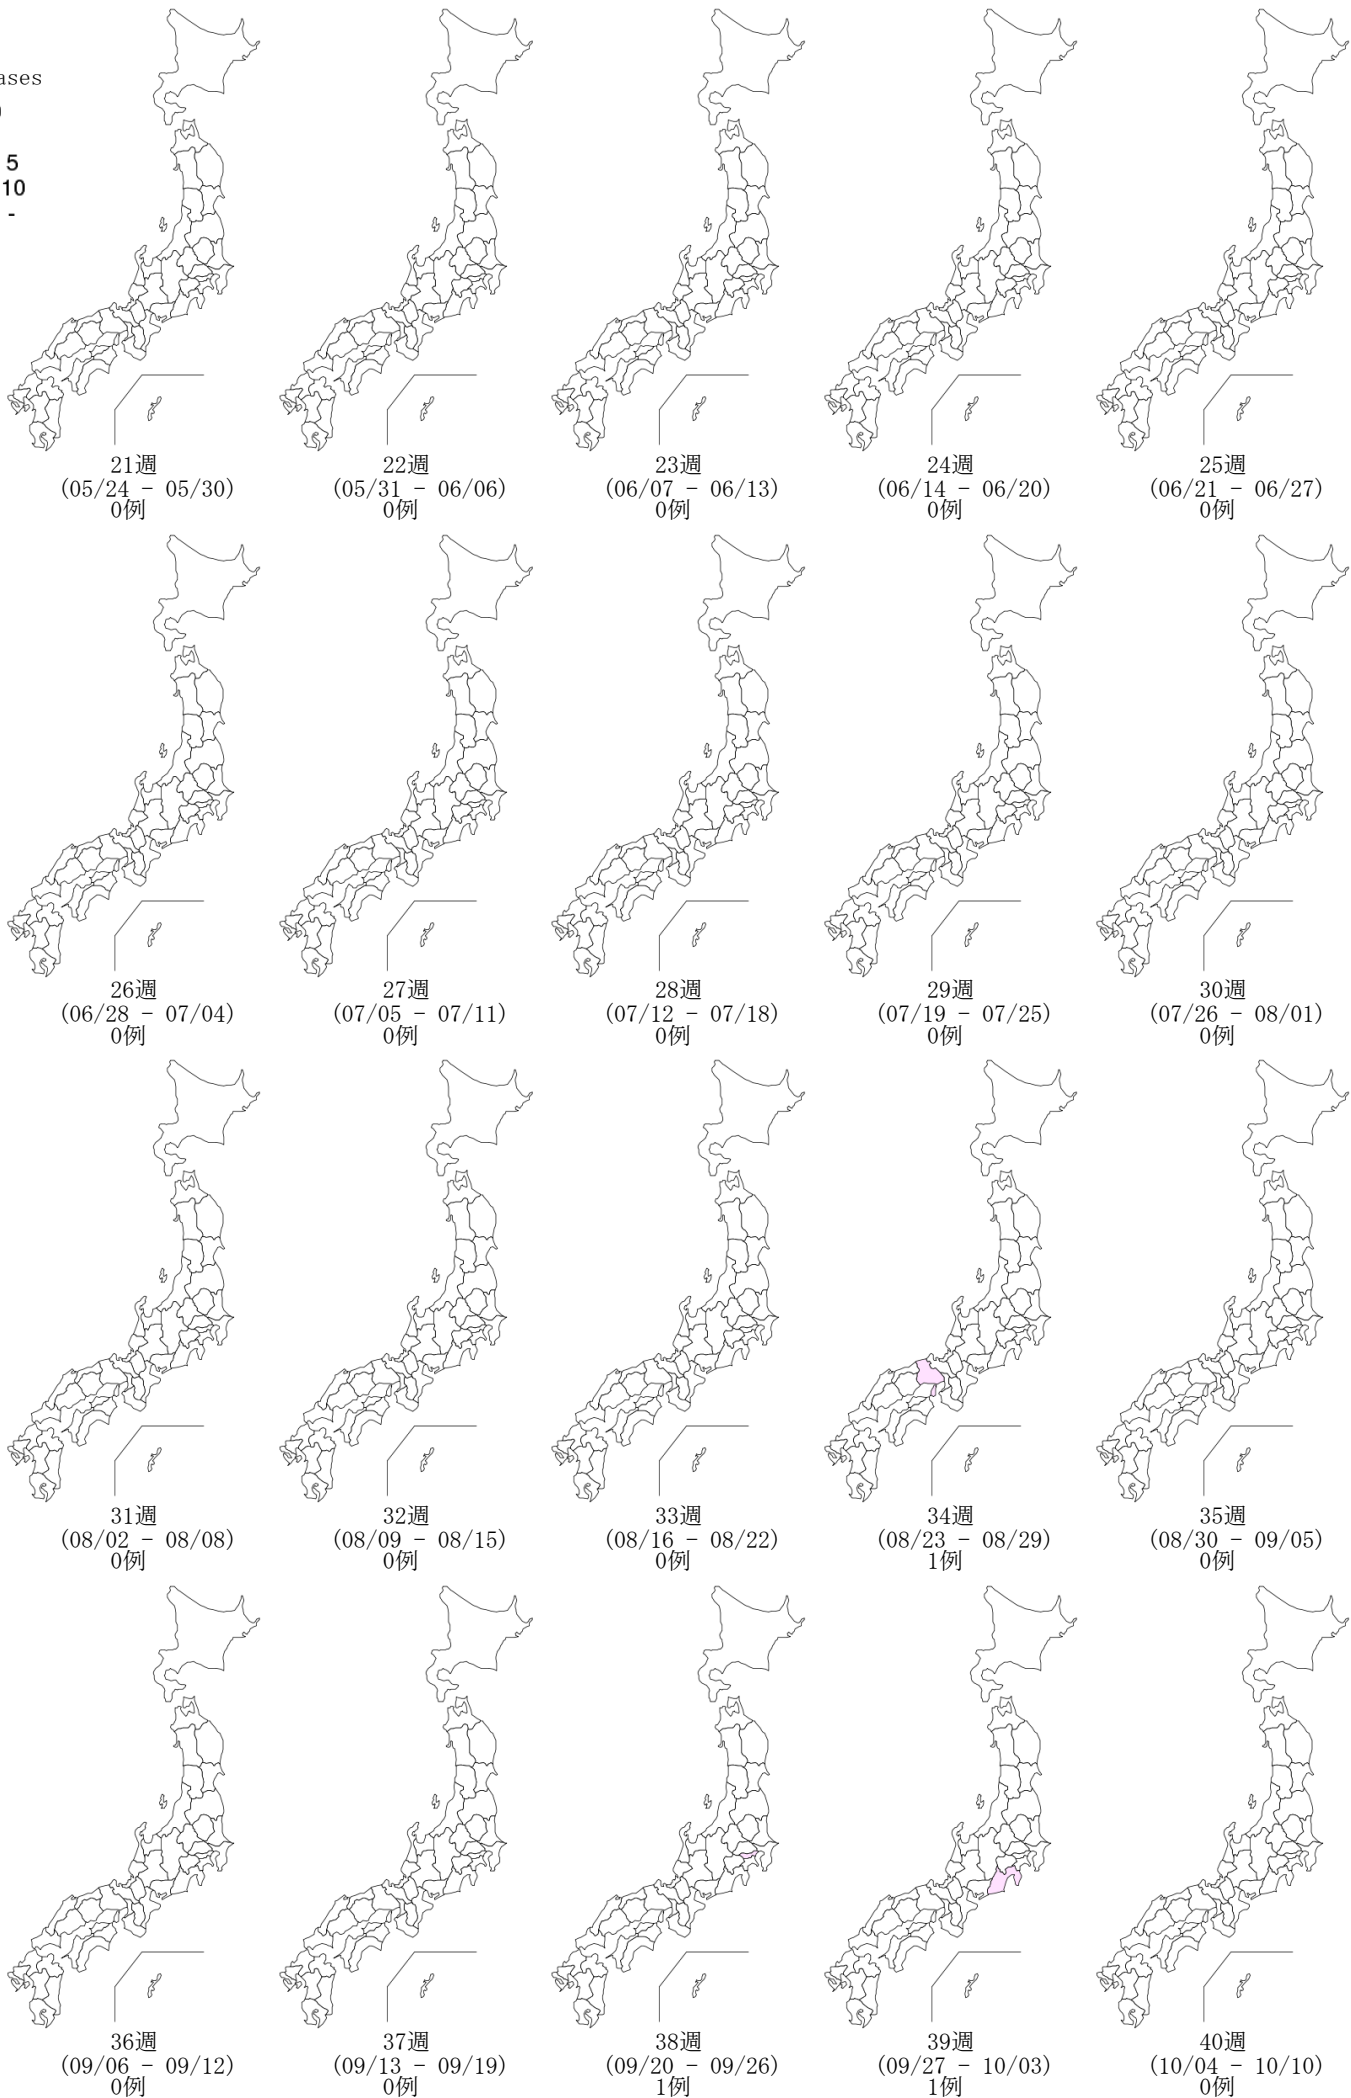 ases
5
10
-
21週
(05/24 - 05/30)
0例
22週
(05/31 - 06/06)
0例
23週
(06/07 - 06/13)
0例
24週
(06/14 - 06/20)
0例
25週
(06/21 - 06/27)
0例
26週
(06/28 - 07/04)
0例
27週
(07/05 - 07/11)
0例
28週
(07/12 - 07/18)
0例
29週
(07/19 - 07/25)
0例
30週
(07/26 - 08/01)
0例
31週
(08/02 - 08/08)
0例
32週
(08/09 - 08/15)
0例
33週
(08/16 - 08/22)
0例
34週
(08/23 - 08/29)
1例
35週
(08/30 - 09/05)
0例
36週
(09/06 - 09/12)
0例
37週
(09/13 - 09/19)
0例
38週
(09/20 - 09/26)
1例
39週
(09/27 - 10/03)
1例
40週
(10/04 - 10/10)
0例